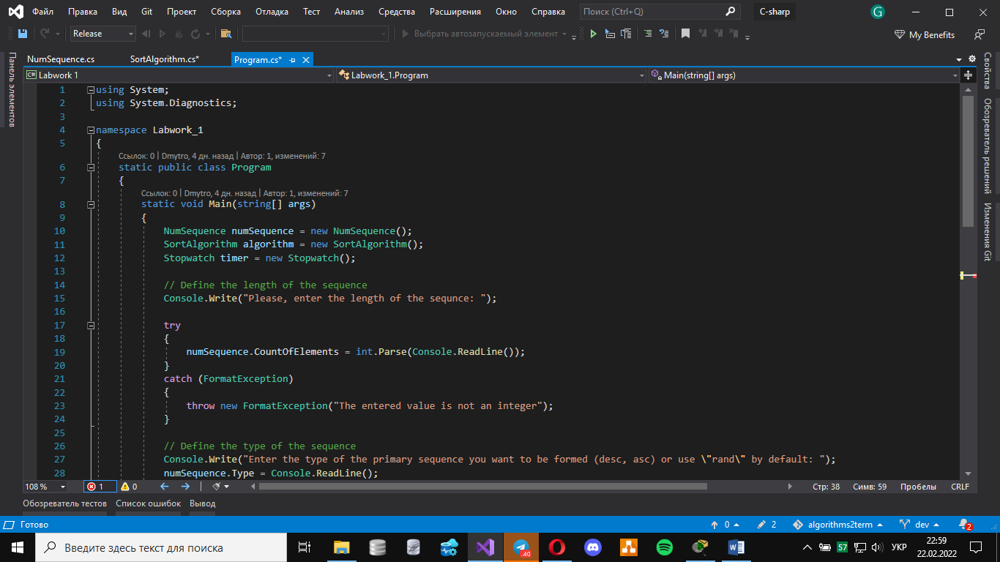 Файл Правка Вид Git Проект Сборка Отладка Тест Анализ Средства Расширения Окно Справка Поиск (Ctrl+Q) C-sharp G
Release Выбрать автозапускаемый элемент My Benefits
Панель элементов
NumSequence.cs SortAlgorithm.cs* Program.cs*
C# Labwork 1 Labwork_1.Program Main(string[] args)
1 using System;
2 using System.Diagnostics;
3
4 namespace Labwork_1
5 {
Ссылок: 0 | Dmytro, 4 дн. назад | Автор: 1, изменений: 7
6 static public class Program
7 {
Ссылок: 0 | Dmytro, 4 дн. назад | Автор: 1, изменений: 7
8 static void Main(string[] args)
9 {
10 NumSequence numSequence = new NumSequence();
11 SortAlgorithm algorithm = new SortAlgorithm();
12 Stopwatch timer = new Stopwatch();
13
14 // Define the length of the sequence
15 Console.Write("Please, enter the length of the sequnce: ");
16
17 try
18 {
19 numSequence.CountOfElements = int.Parse(Console.ReadLine());
20 }
21 catch (FormatException)
22 {
23 throw new FormatException("The entered value is not an integer");
24 }
25
26 // Define the type of the sequence
27 Console.Write("Enter the type of the primary sequence you want to be formed (desc, asc) or use \"rand\" by default: ");
28 numSequence.Type = Console.ReadLine();
Свойства
Обозреватель решений
Изменения Git
108 % 1 0 Стр: 38 Симв: 59 Пробелы CRLF
Обозреватель тестов Список ошибок Вывод
Готово 0 2 algorithms2term dev 2
Введите здесь текст для поиска 40 57 УКР 22:59
22.02.2022